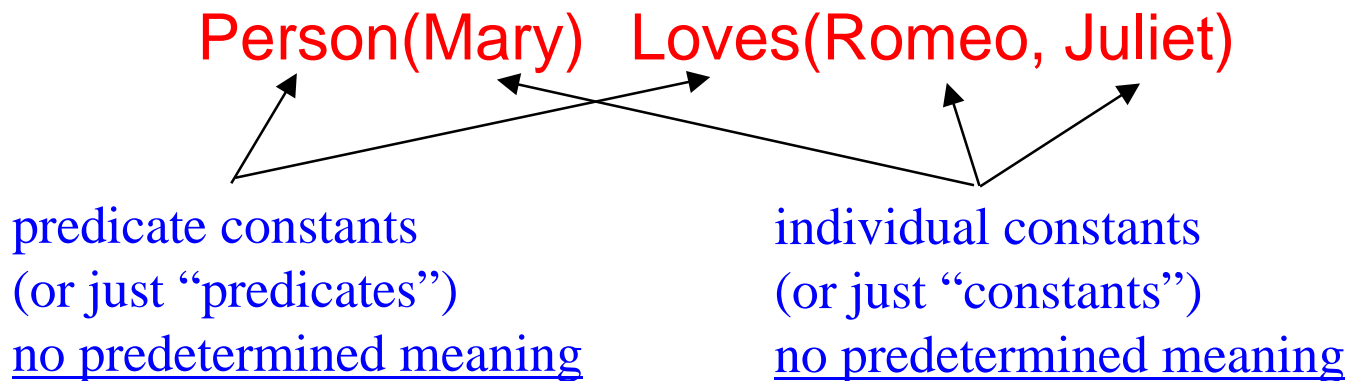 Person(Mary) Loves(Romeo, Juliet)
predicate constants
(or just “predicates”)
no predetermined meaning
individual constants
(or just “constants”)
no predetermined meaning